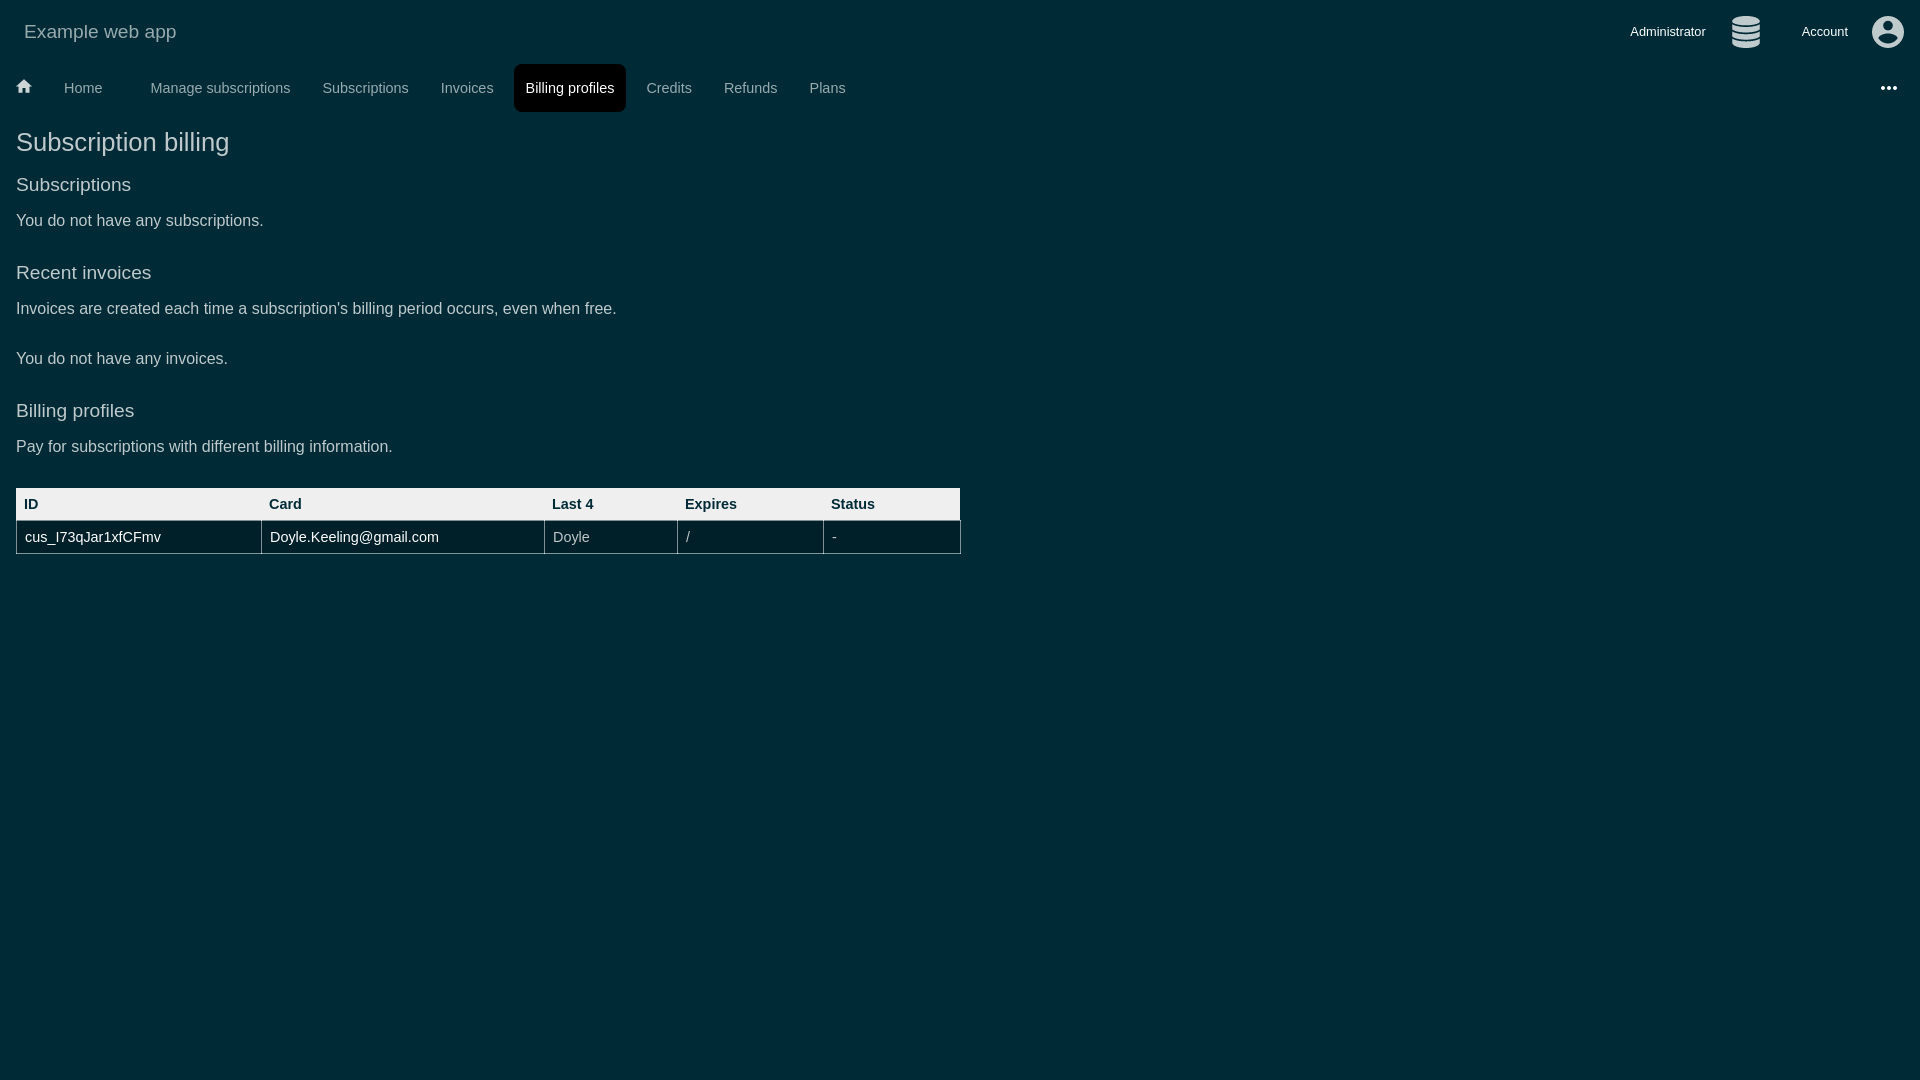 Example web app
Administrator
Account
Home
Manage subscriptions
Subscriptions
Invoices
Billing profiles
Credits
Refunds
Plans
Subscription billing
Subscriptions
You do not have any subscriptions.
Recent invoices
Invoices are created each time a subscription's billing period occurs, even when free.
You do not have any invoices.
Billing profiles
Pay for subscriptions with different billing information.
ID Card Last 4 Expires Status
cus_I73qJar1xfCFmv Doyle.Keeling@gmail.com Doyle / -